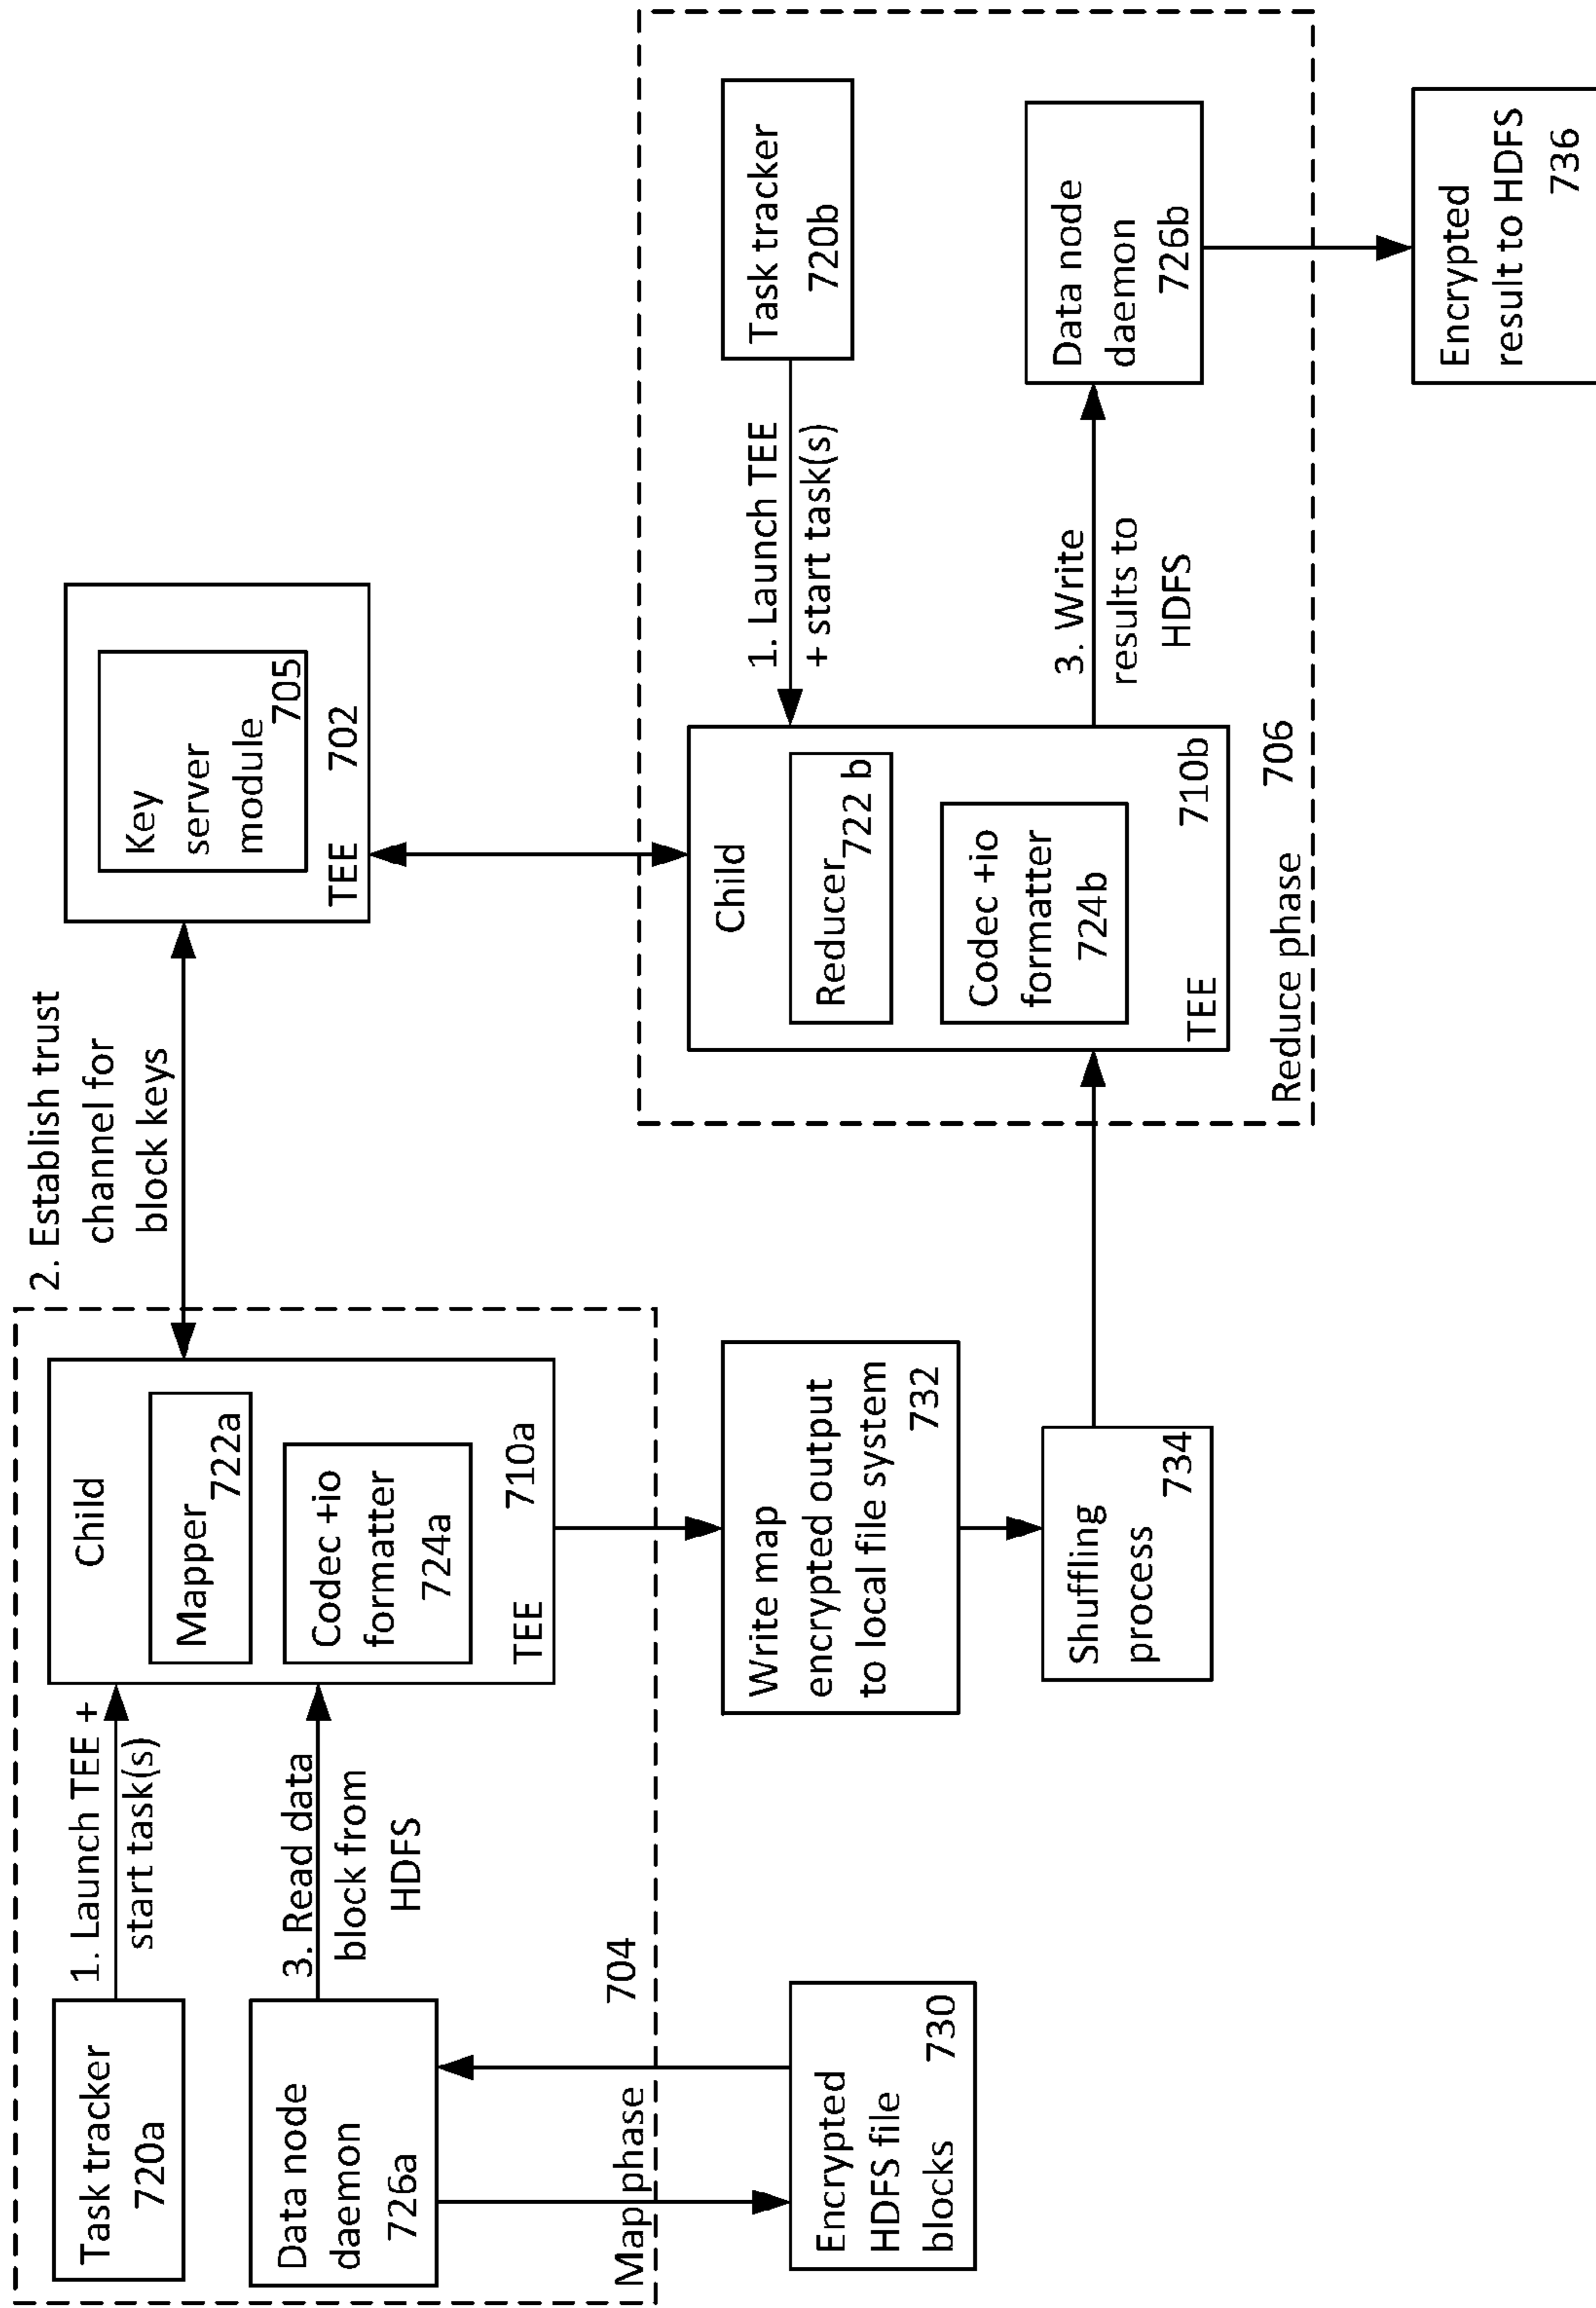 Task tracker
720a
1. Launch TEE +
start task(s)
Data node
daemon
726a
3. Read data
block from
HDFS
Child
Mapper
722a
Codec +io
formatter
724a
TEE 710a
Map phase 704
2. Establish trust
channel for
block keys
Key
server
module
705
TEE 702
Encrypted
HDFS file
blocks 730
Write map
encrypted output
to local file system
732
Shuffling
process
734
Child
Reducer
722 b
Codec +io
formatter
724b
TEE 710b
1. Launch TEE
+ start task(s)
Task tracker
720b
3. Write
results to
HDFS
Data node
daemon
726b
Reduce phase 706
Encrypted
result to HDFS
736